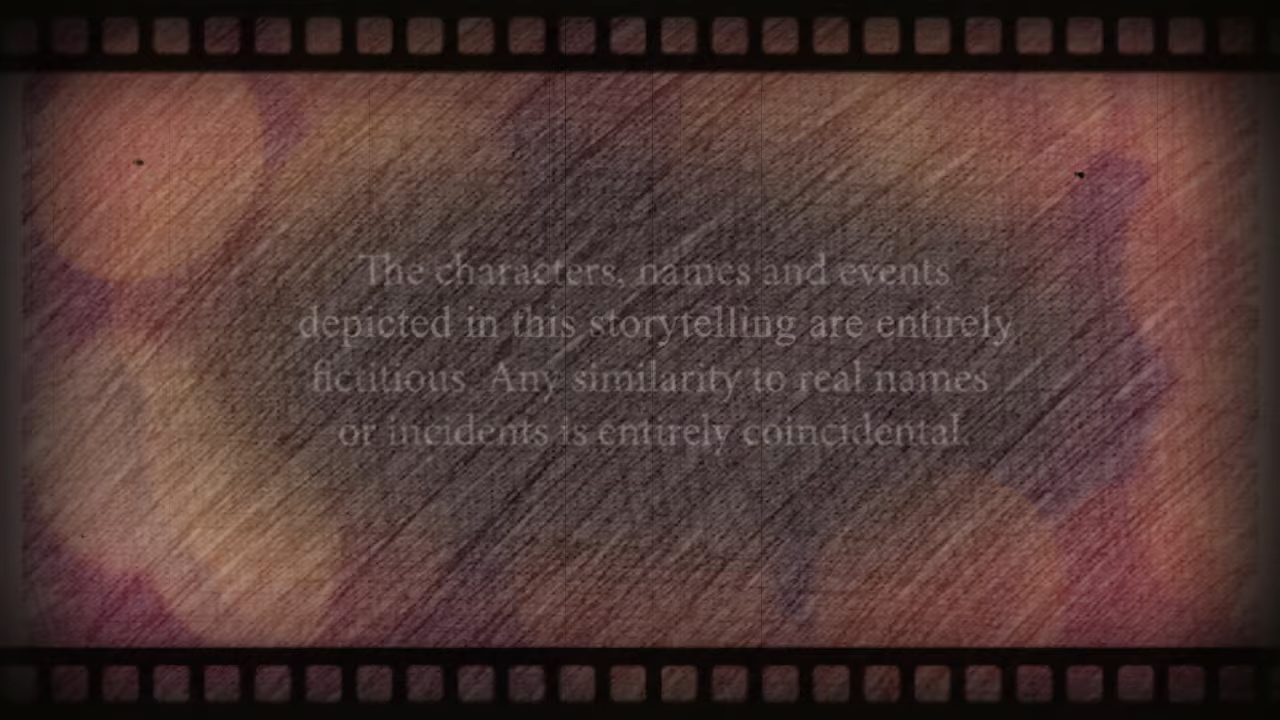 The characters, names and events
depicted in this storytelling are entirely
fictitious. Any similarity to real names
or incidents is entirely coincidental.